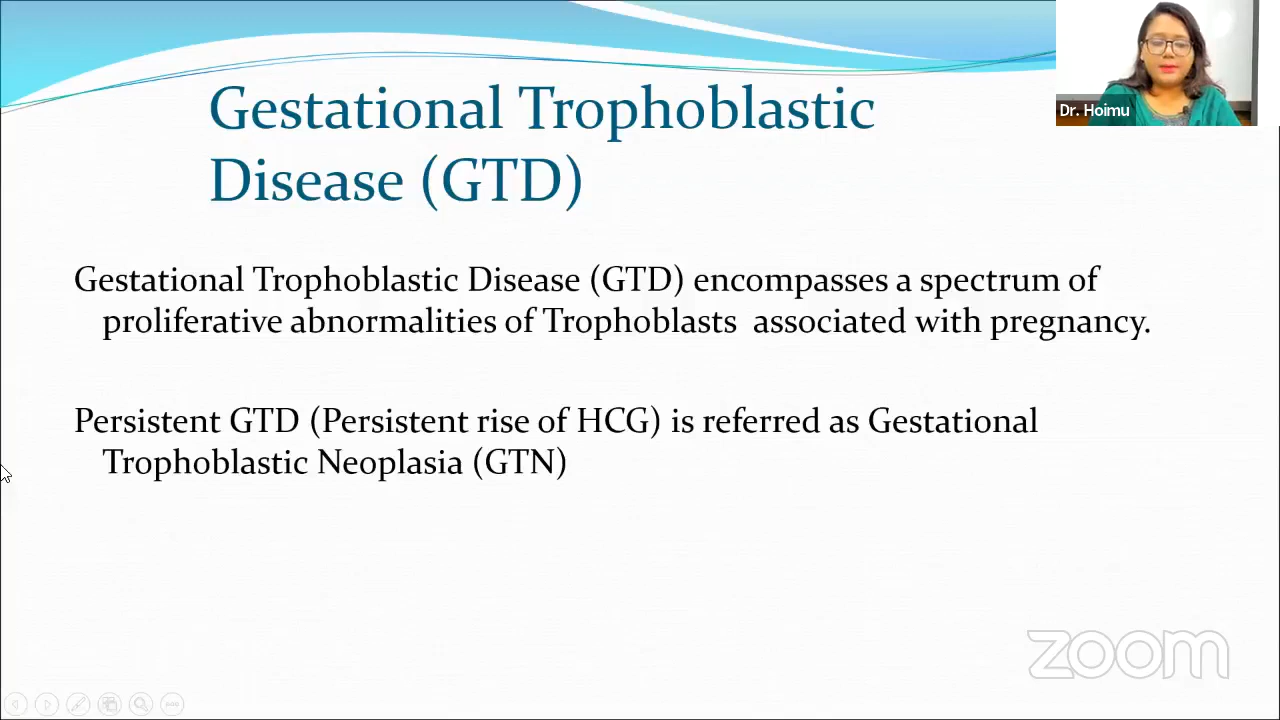 Gestational Trophoblastic
Disease (GTD)
Dr. Hoimu
Gestational Trophoblastic Disease (GTD) encompasses a spectrum of
proliferative abnormalities of Trophoblasts associated with pregnancy.
Persistent GTD (Persistent rise of HCG) is referred as Gestational
Trophoblastic Neoplasia (GTN)
zoom